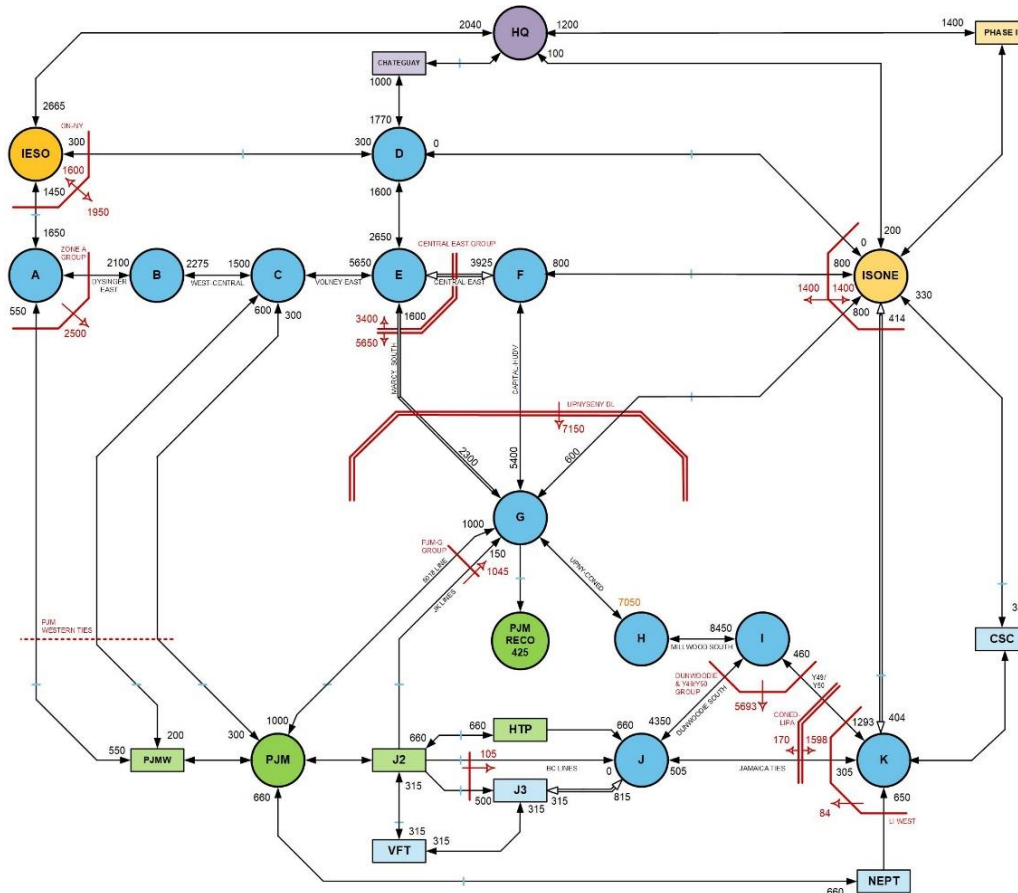 2040
HQ
1200
1400
PHASE I
100
CHATEGUAY
1000
2665
ON-NY
1770
IESO
300
300
D
0
1600
1450
1950
1600
1650
2650
200
0
ZONE A
GROUP
CENTRAL EAST GROUP
A
2100
B
2275
1500
C
5650
E
3925
F
800
800
ISONE
DYSINGER
EAST
WEST-CENTRAL
VOLNEY-EAST
CENTRAL EAST
550
600
300
1600
1400
1400
800
330
414
2500
3400
5650
MARCY SOUTH
CAPITAL-HUDV
UPNYSENY DL
7150
2300
5400
600
G
1000
150
PJM-G
GROUP
1045
5018 LINE
JK LINES
UPNY-CONED
PJM
WESTERN TIES
PJM
RECO
425
7050
H
8450
I
MILLWOOD SOUTH
460
3
CSC
DUNWOODIE
& Y49/Y50
GROUP
5693
DUNWOODIE SOUTH
Y49/
Y50
CONED
LIPA
170
1598
1293
404
660
HTP
660
4350
1000
550
200
PJMW
300
PJM
660
J2
105
BC LINES
J
505
JAMAICA TIES
305
K
0
660
315
500
J3
315
815
84
650
LI WEST
315
315
315
VFT
315
NEPT
660